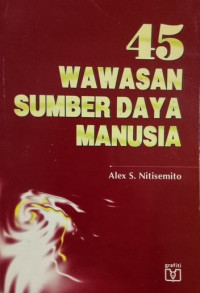 45
WAWASAN
SUMBER DAYA
MANUSIA
Alex S. Nitisemito
grafiti